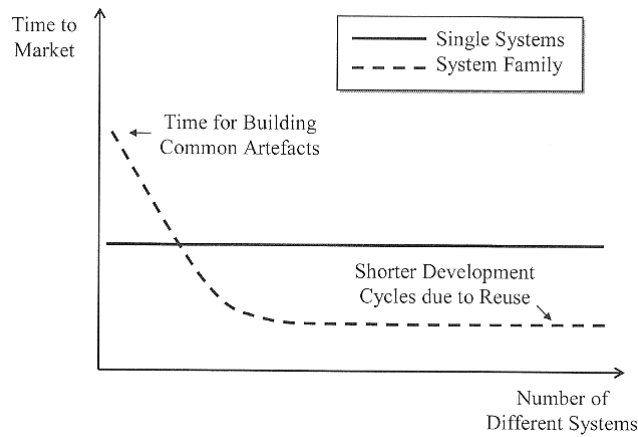 Time to
Market
Single Systems
System Family
Time for Building
Common Artefacts
Shorter Development
Cycles due to Reuse
Number of
Different Systems